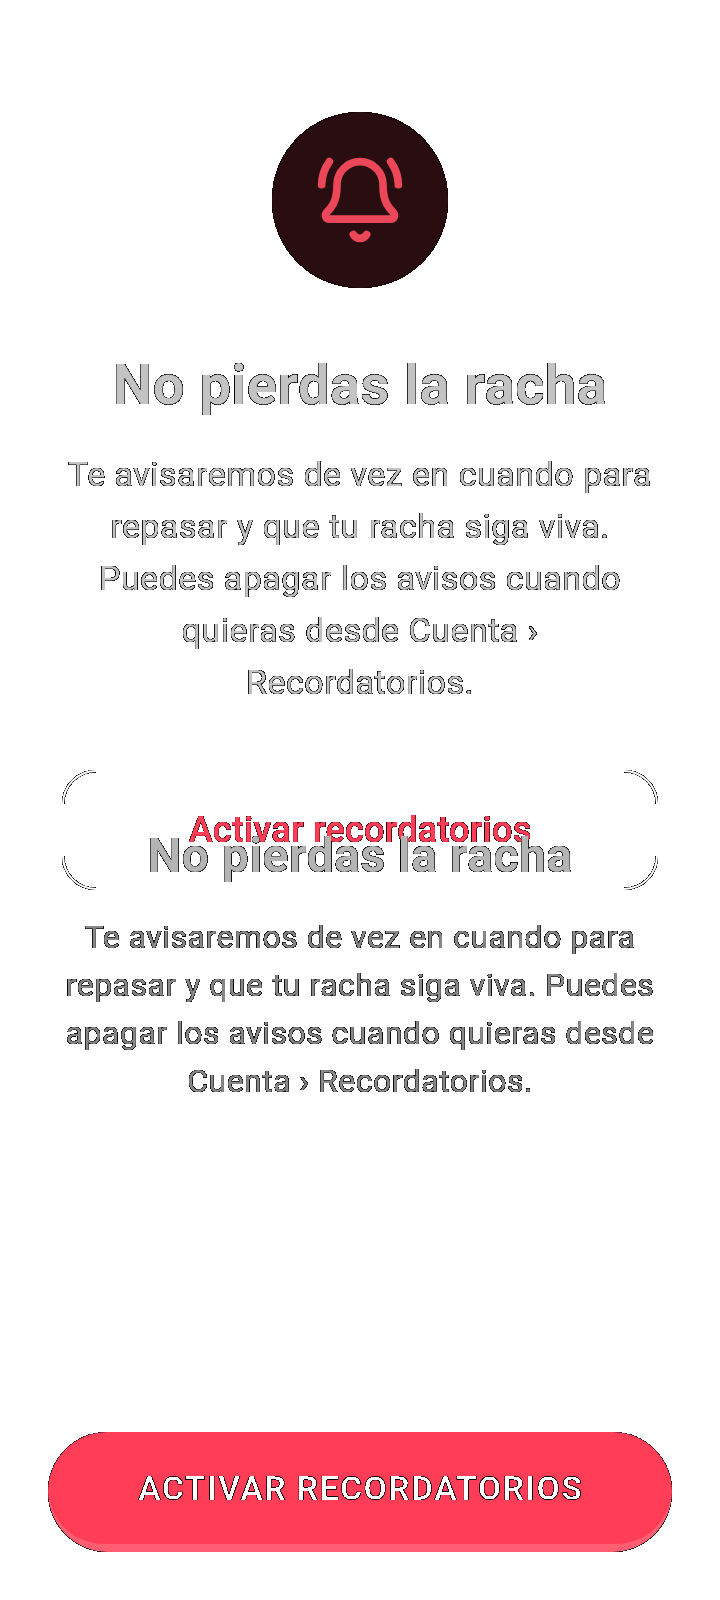 No pierdas la racha
Te avisaremos de vez en cuando para
repasar y que tu racha siga viva.
Puedes apagar los avisos cuando
quieras desde Cuenta ›
Recordatorios.
Activar recordatorios
No pierdas la racha
Te avisaremos de vez en cuando para
repasar y que tu racha siga viva. Puedes
apagar los avisos cuando quieras desde
Cuenta › Recordatorios.
ACTIVAR RECORDATORIOS